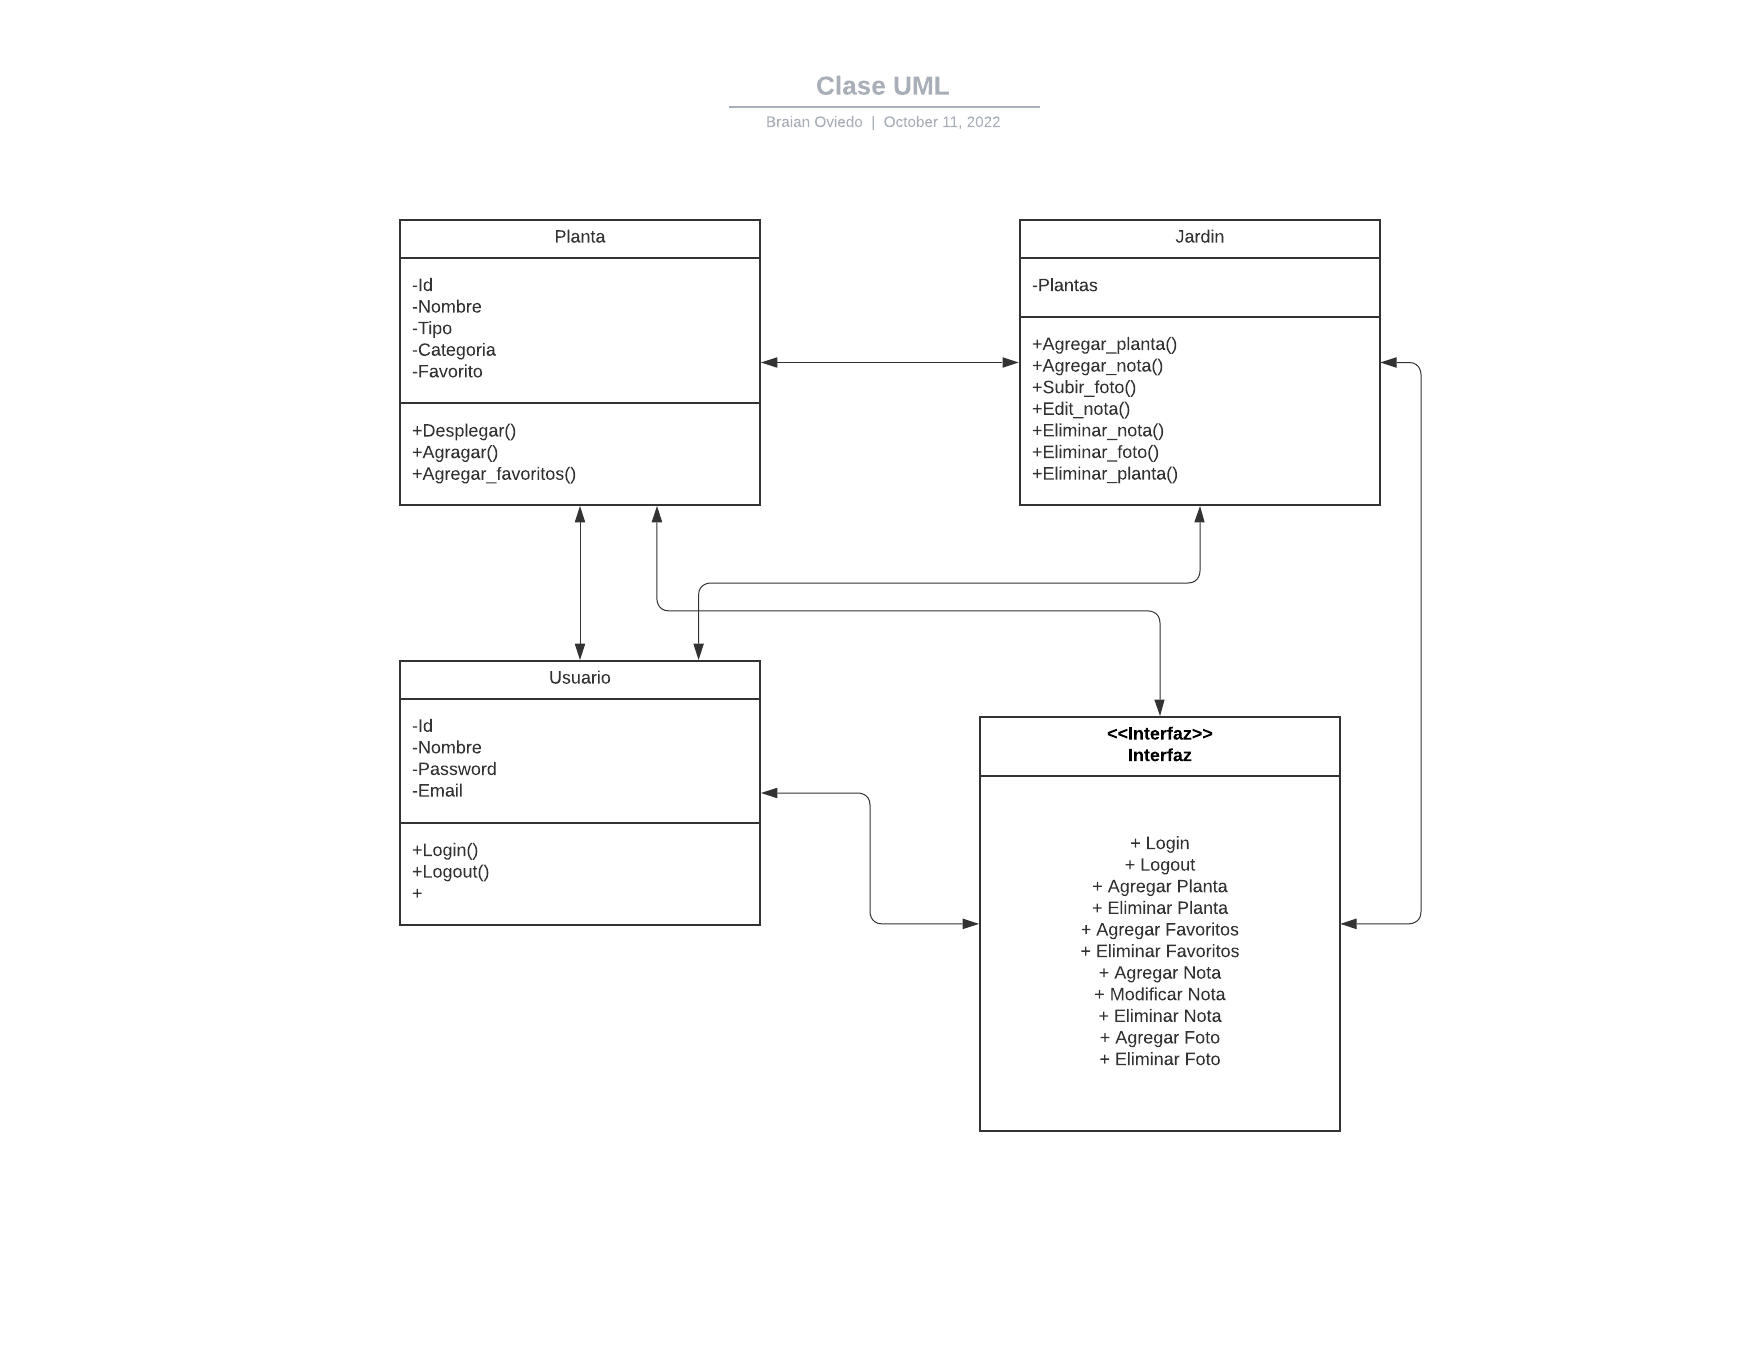 Clase UML
Braian Oviedo | October 11, 2022
Planta
-Id
-Nombre
-Tipo
-Categoria
-Favorito
+Desplegar()
+Agragar()
+Agregar_favoritos()
Jardin
-Plantas
+Agregar_planta()
+Agregar_nota()
+Subir_foto()
+Edit_nota()
+Eliminar_nota()
+Eliminar_foto()
+Eliminar_planta()
Usuario
-Id
-Nombre
-Password
-Email
+Login()
+Logout()
+
<<Interfaz>>
Interfaz
+ Login
+ Logout
+ Agregar Planta
+ Eliminar Planta
+ Agregar Favoritos
+ Eliminar Favoritos
+ Agregar Nota
+ Modificar Nota
+ Eliminar Nota
+ Agregar Foto
+ Eliminar Foto